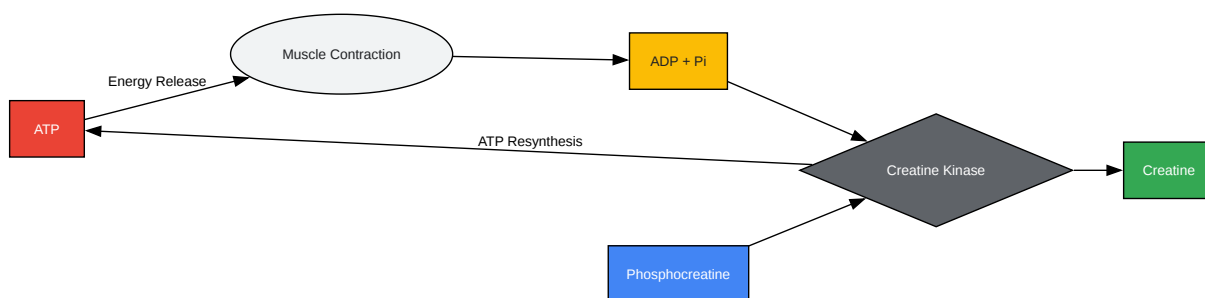 Muscle Contraction
ADP + Pi
Energy Release
ATP
ATP Resynthesis
Creatine Kinase
Creatine
Phosphocreatine